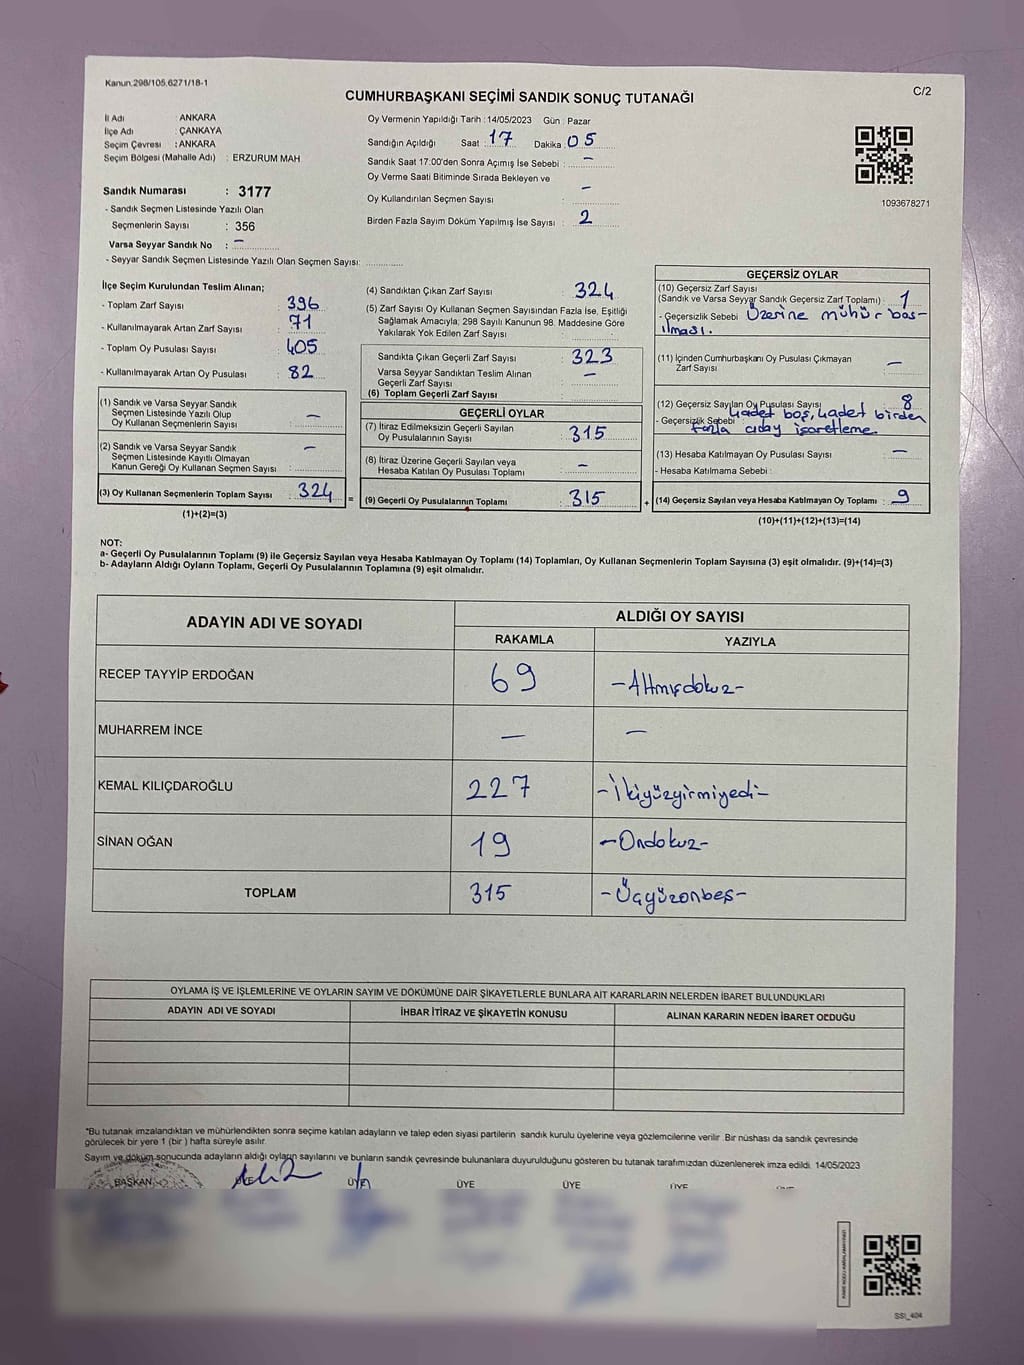 Kanun.298/105,6271/18-1
C/2
CUMHURBAŞKANI SEÇİMİ SANDIK SONUÇ TUTANAĞI
İl Adı : ANKARA
İlçe Adı : ÇANKAYA
Seçim Çevresi : ANKARA
Seçim Bölgesi (Mahalle Adı) : ERZURUM MAH
Sandık Numarası : 3177
- Sandık Seçmen Listesinde Yazılı Olan
Seçmenlerin Sayısı : 356
Varsa Seyyar Sandık No : -
- Seyyar Sandık Seçmen Listesinde Yazılı Olan Seçmen Sayısı:
Oy Vermenin Yapıldığı Tarih : 14/05/2023 Gün : Pazar
Sandığın Açıldığı Saat : 17 Dakika : 05
Sandık Saat 17:00'den Sonra Açımış İse Sebebi : -
Oy Verme Saati Bitiminde Sırada Bekleyen ve
Oy Kullandırılan Seçmen Sayısı -
Birden Fazla Sayım Döküm Yapılmış İse Sayısı : 2
1093678271
İlçe Seçim Kurulundan Teslim Alınan;
- Toplam Zarf Sayısı : 396
- Kullanılmayarak Artan Zarf Sayısı : 71
- Toplam Oy Pusulası Sayısı : 405
- Kullanılmayarak Artan Oy Pusulası : 82
(1) Sandık ve Varsa Seyyar Sandık
Seçmen Listesinde Yazılı Olup
Oy Kullanan Seçmenlerin Sayısı : -
(2) Sandık ve Varsa Seyyar Sandık
Seçmen Listesinde Kayıtlı Olmayan
Kanun Gereği Oy Kullanan Seçmen Sayısı : -
(3) Oy Kullanan Seçmenlerin Toplam Sayısı : 324 =
(1)+(2)=(3)
(4) Sandıktan Çıkan Zarf Sayısı : 324
(5) Zarf Sayısı Oy Kullanan Seçmen Sayısından Fazla İse, Eşitliği
Sağlamak Amacıyla; 298 Sayılı Kanunun 98. Maddesine Göre
Yakılarak Yok Edilen Zarf Sayısı :
Sandıkta Çıkan Geçerli Zarf Sayısı : 323
Varsa Seyyar Sandıktan Teslim Alınan
Geçerli Zarf Sayısı : -
(6) Toplam Geçerli Zarf Sayısı :
GEÇERLİ OYLAR
(7) İtiraz Edilmeksizin Geçerli Sayılan
Oy Pusulalarının Sayısı : 315
(8) İtiraz Üzerine Geçerli Sayılan veya
Hesaba Katılan Oy Pusulası Toplamı : -
(9) Geçerli Oy Pusulalarının Toplamı : 315 +
GEÇERSİZ OYLAR
(10) Geçersiz Zarf Sayısı
(Sandık ve Varsa Seyyar Sandık Geçersiz Zarf Toplamı) : 1
- Geçersizlik Sebebi : Üzerine mühür bas-
ılması.
(11) İçinden Cumhurbaşkanı Oy Pusulası Çıkmayan
Zarf Sayısı : -
(12) Geçersiz Sayılan Oy Pusulası Sayısı : 8
- Geçersizlik Sebebi : 4 adet boş, 4 adet birden
fazla aday işaretleme.
(13) Hesaba Katılmayan Oy Pusulası Sayısı : -
- Hesaba Katılmama Sebebi :
(14) Geçersiz Sayılan veya Hesaba Katılmayan Oy Toplamı : 9
(10)+(11)+(12)+(13)=(14)
NOT:
a- Geçerli Oy Pusulalarının Toplamı (9) ile Geçersiz Sayılan veya Hesaba Katılmayan Oy Toplamı (14) Toplamları, Oy Kullanan Seçmenlerin Toplam Sayısına (3) eşit olmalıdır. (9)+(14)=(3)
b- Adayların Aldığı Oyların Toplamı, Geçerli Oy Pusulalarının Toplamına (9) eşit olmalıdır.
ADAYIN ADI VE SOYADI
ALDIĞI OY SAYISI
RAKAMLA YAZIYLA
RECEP TAYYİP ERDOĞAN 69 -Altmışdokuz-
MUHARREM İNCE - -
KEMAL KILIÇDAROĞLU 227 -İkiyüzyirmiyedi-
SİNAN OĞAN 19 -Ondokuz-
TOPLAM 315 -Üçyüzonbeş-
OYLAMA İŞ VE İŞLEMLERİNE VE OYLARIN SAYIM VE DÖKÜMÜNE DAİR ŞİKAYETLERLE BUNLARA AİT KARARLARIN NELERDEN İBARET BULUNDUKLARI
ADAYIN ADI VE SOYADI İHBAR İTİRAZ VE ŞİKAYETİN KONUSU ALINAN KARARIN NEDEN İBARET OLDUĞU
*Bu tutanak imzalandıktan ve mühürlendikten sonra seçime katılan adayların ve talep eden siyasi partilerin sandık kurulu üyelerine veya gözlemcilerine verilir. Bir nüshası da sandık çevresinde
görülecek bir yere 1 (bir ) hafta süreyle asılır.
Sayım ve döküm sonucunda adayların aldığı oyların sayılarını ve bunların sandık çevresinde bulunanlara duyurulduğunu gösteren bu tutanak tarafımızdan düzenlenerek imza edildi. 14/05/2023
BAŞKAN ÜYE ÜYE ÜYE ÜYE ÜYE
SSİ_404